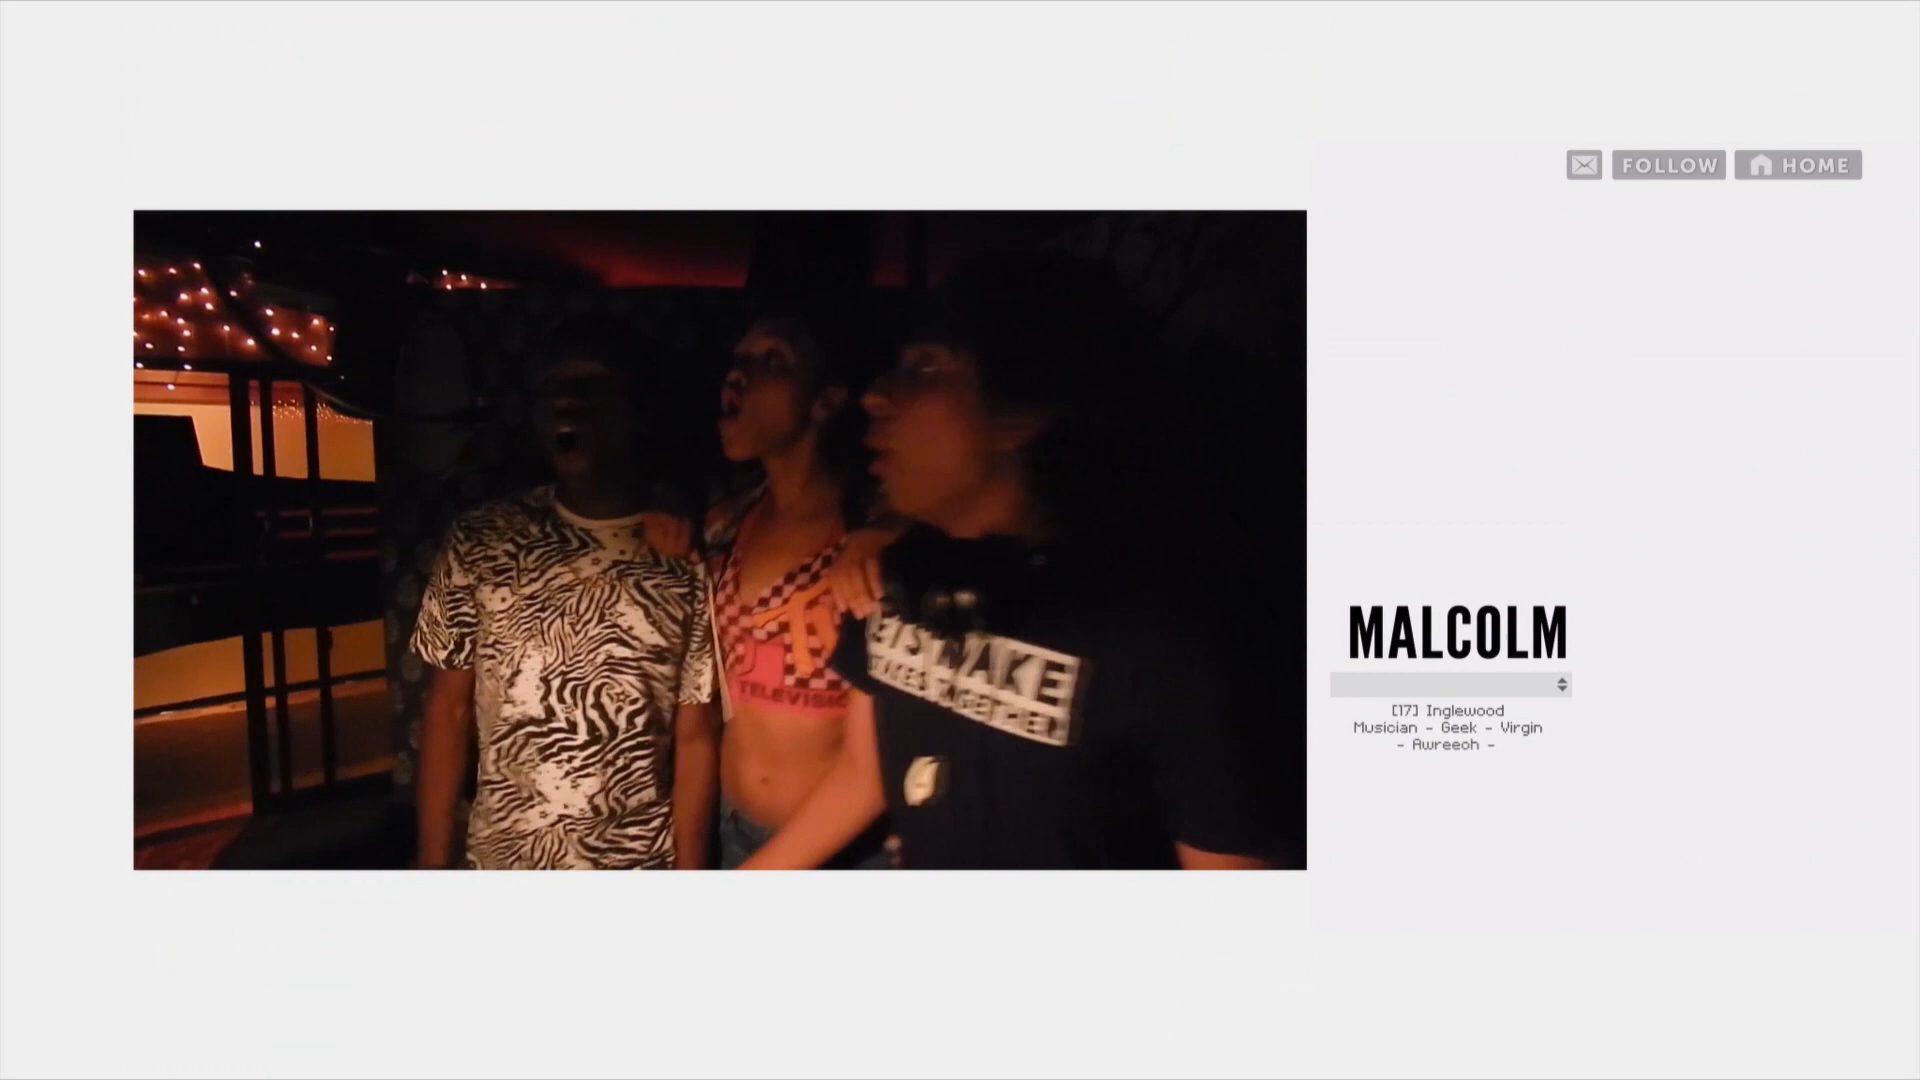 FOLLOW
HOME
TELEVISIO
MALCOLM
[17] Inglewood
Musician - Geek - Virgin
- Awreeoh -